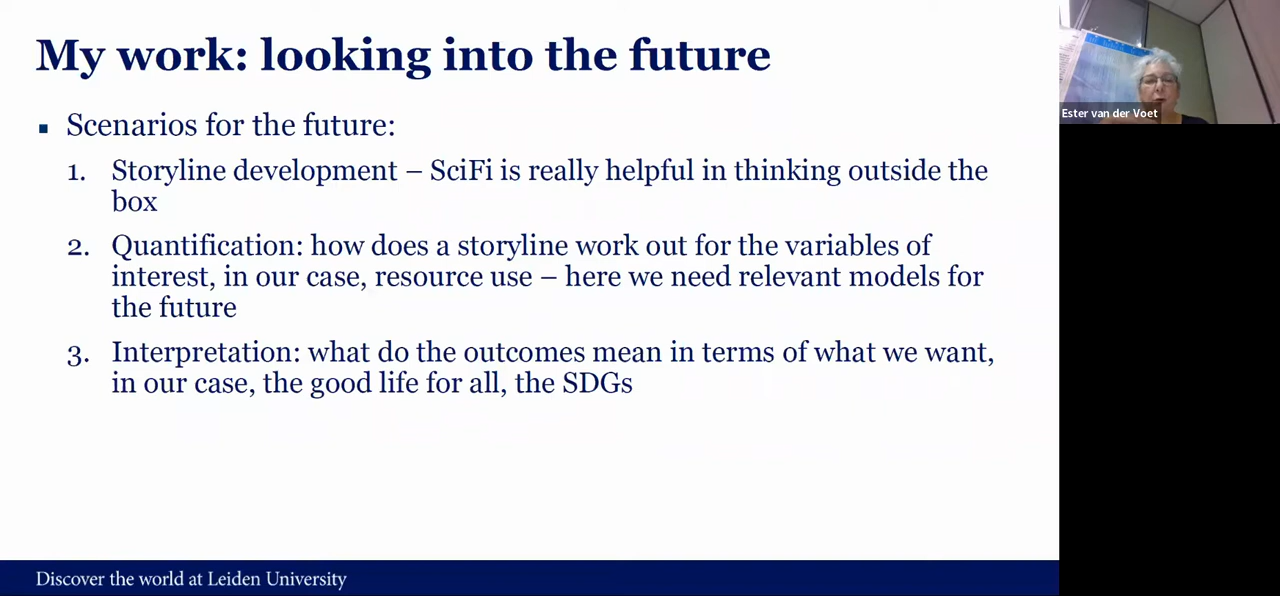 My work: looking into the future
▪ Scenarios for the future:
1. Storyline development – SciFi is really helpful in thinking outside the
box
2. Quantification: how does a storyline work out for the variables of
interest, in our case, resource use – here we need relevant models for
the future
3. Interpretation: what do the outcomes mean in terms of what we want,
in our case, the good life for all, the SDGs
Discover the world at Leiden University
Ester van der Voet